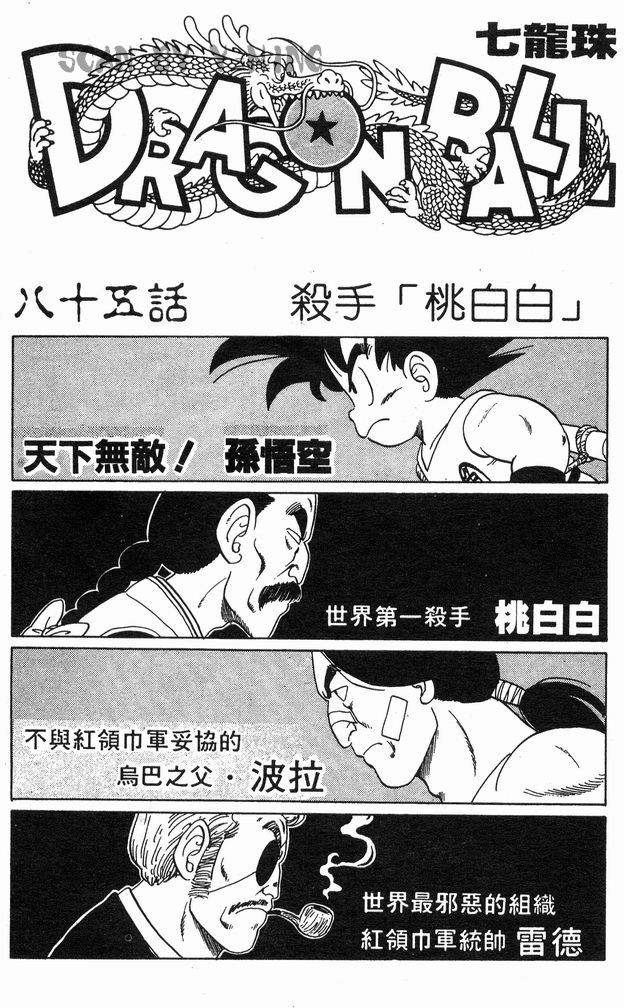 七龍珠
DRAGON BALL
八十五話 殺手「桃白白」
天下無敵！ 孫悟空
世界第一殺手 桃白白
不與紅領巾軍妥協的
烏巴之父・波拉
世界最邪惡的組織
紅領巾軍統帥 雷德